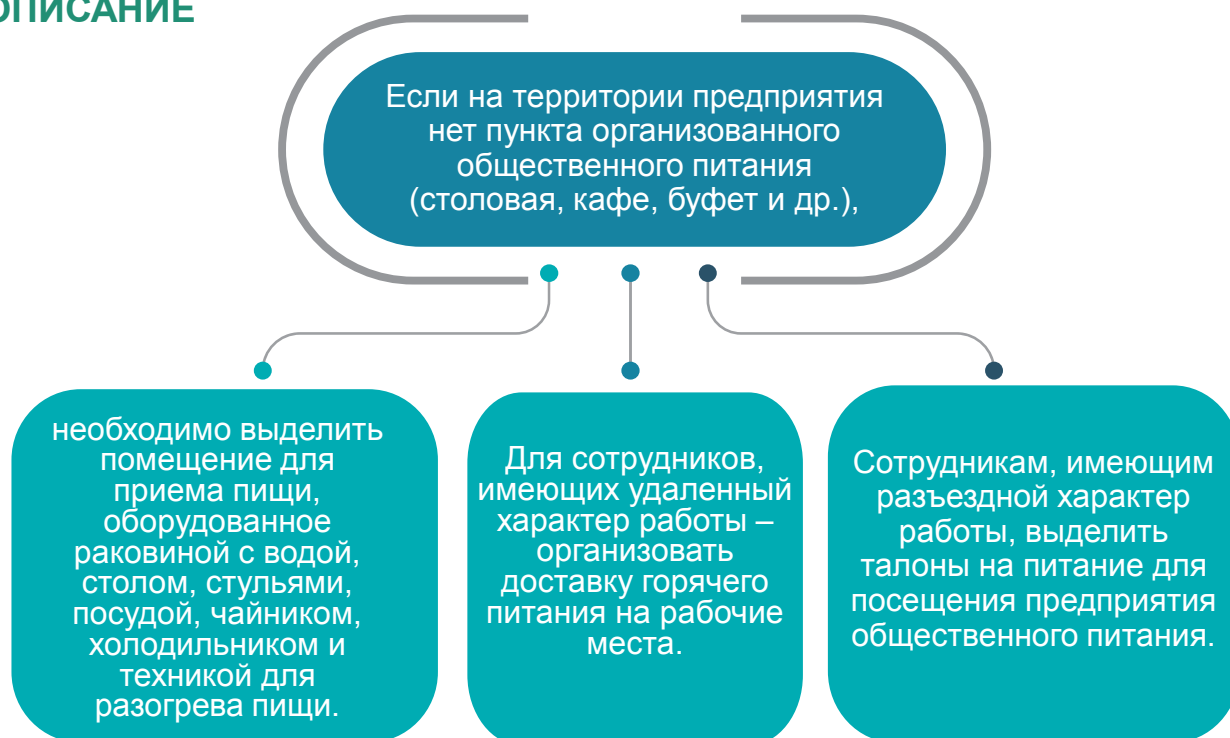 ОПИСАНИЕ
Если на территории предприятия
нет пункта организованного
общественного питания
(столовая, кафе, буфет и др.),
необходимо выделить
помещение для
приема пищи,
оборудованное
раковиной с водой,
столом, стульями,
посудой, чайником,
холодильником и
техникой для
разогрева пищи.
Для сотрудников,
имеющих удаленный
характер работы –
организовать
доставку горячего
питания на рабочие
места.
Сотрудникам, имеющим
разъездной характер
работы, выделить
талоны на питание для
посещения предприятия
общественного питания.